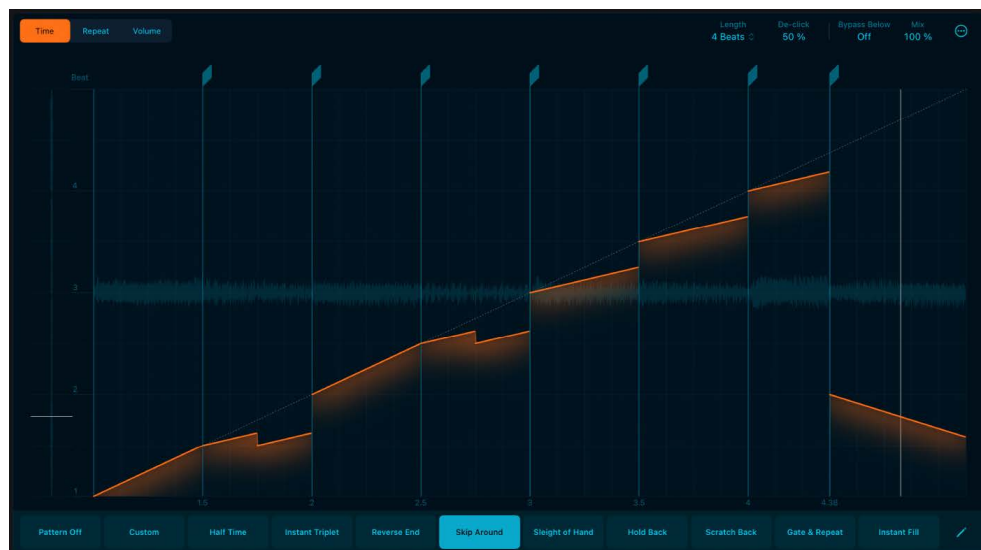 Time Repeat Volume
Length De-click Bypass Below Mix
4 Beats 50 % Off 100 %
Beat
4
3
2
1
1.5 2 2.5 3 3.5 4 4.38
Pattern Off Custom Half Time Instant Triplet Reverse End Skip Around Sleight of Hand Hold Back Scratch Back Gate & Repeat Instant Fill